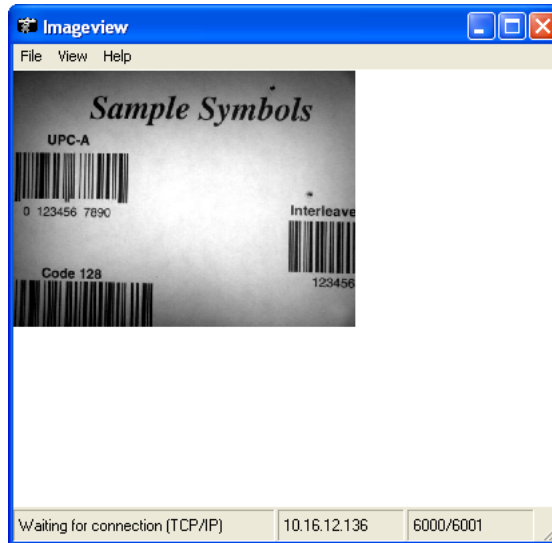 Imageview
File View Help
Sample Symbols
UPC-A
0 123456 7890
Interleave
123456
Code 128
Waiting for connection (TCP/IP) 10.16.12.136 6000/6001